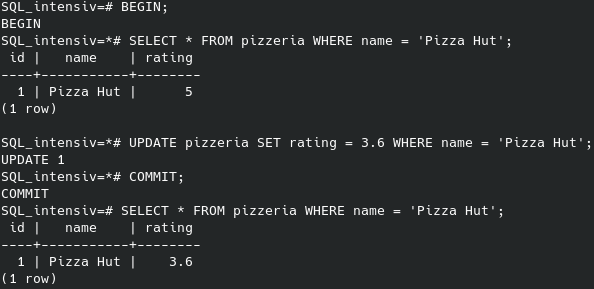 SQL_intensiv=# BEGIN;
BEGIN
SQL_intensiv=*# SELECT * FROM pizzeria WHERE name = 'Pizza Hut';
 id |   name    | rating
----+-----------+--------
  1 | Pizza Hut |      5
(1 row)

SQL_intensiv=*# UPDATE pizzeria SET rating = 3.6 WHERE name = 'Pizza Hut';
UPDATE 1
SQL_intensiv=*# COMMIT;
COMMIT
SQL_intensiv=# SELECT * FROM pizzeria WHERE name = 'Pizza Hut';
 id |   name    | rating
----+-----------+--------
  1 | Pizza Hut |    3.6
(1 row)